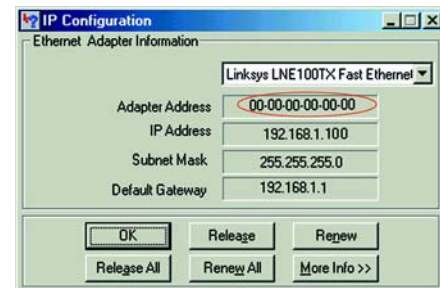 IP Configuration
Ethernet Adapter Information
Linksys LNE100TX Fast Ethernet
Adapter Address 00-00-00-00-00-00
IP Address 192.168.1.100
Subnet Mask 255.255.255.0
Default Gateway 192.168.1.1
OK Release Renew
Release All Renew All More Info >>